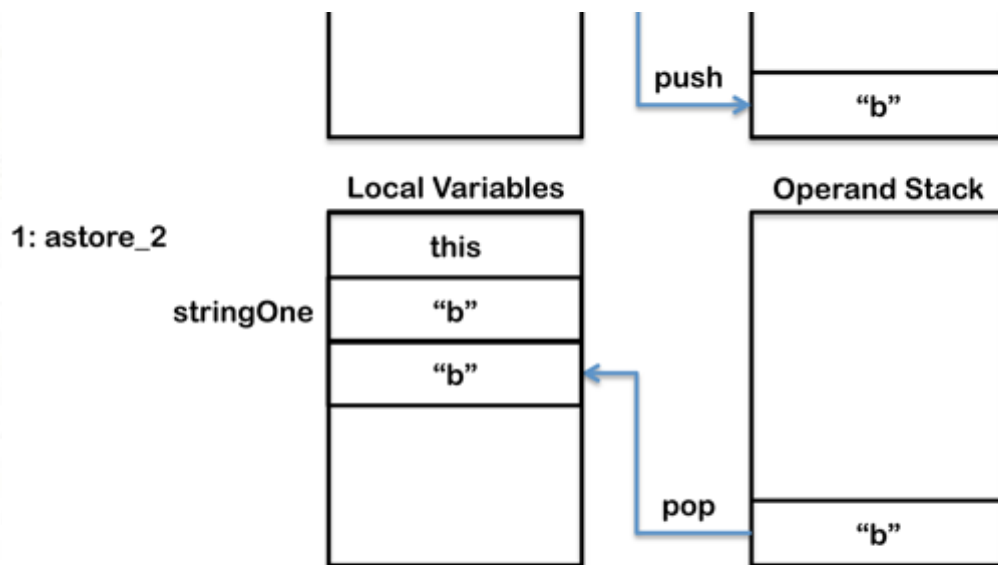 push
“b”
Local Variables
Operand Stack
1: astore_2
this
stringOne
“b”
“b”
pop
“b”